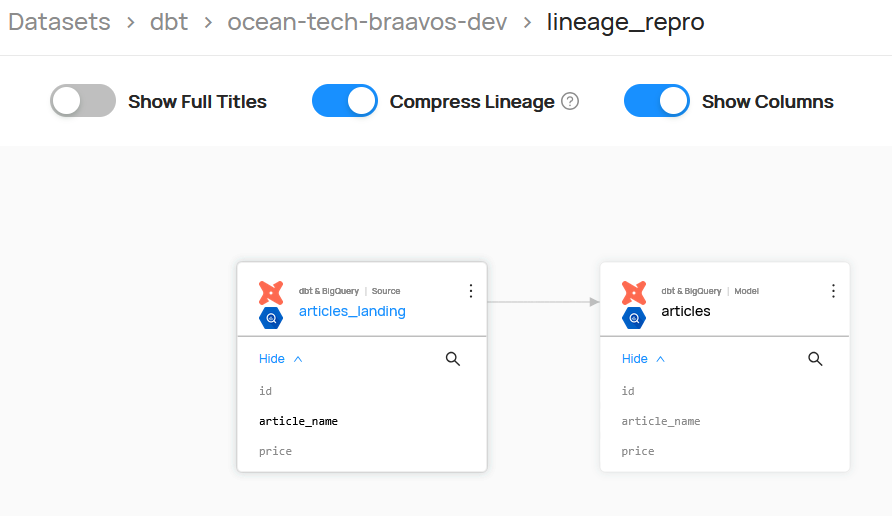 Datasets > dbt > ocean-tech-braavos-dev > lineage_repro
Show Full Titles Compress Lineage ? Show Columns
dbt & BigQuery | Source
articles_landing
Hide
id
article_name
price
dbt & BigQuery | Model
articles
Hide
id
article_name
price